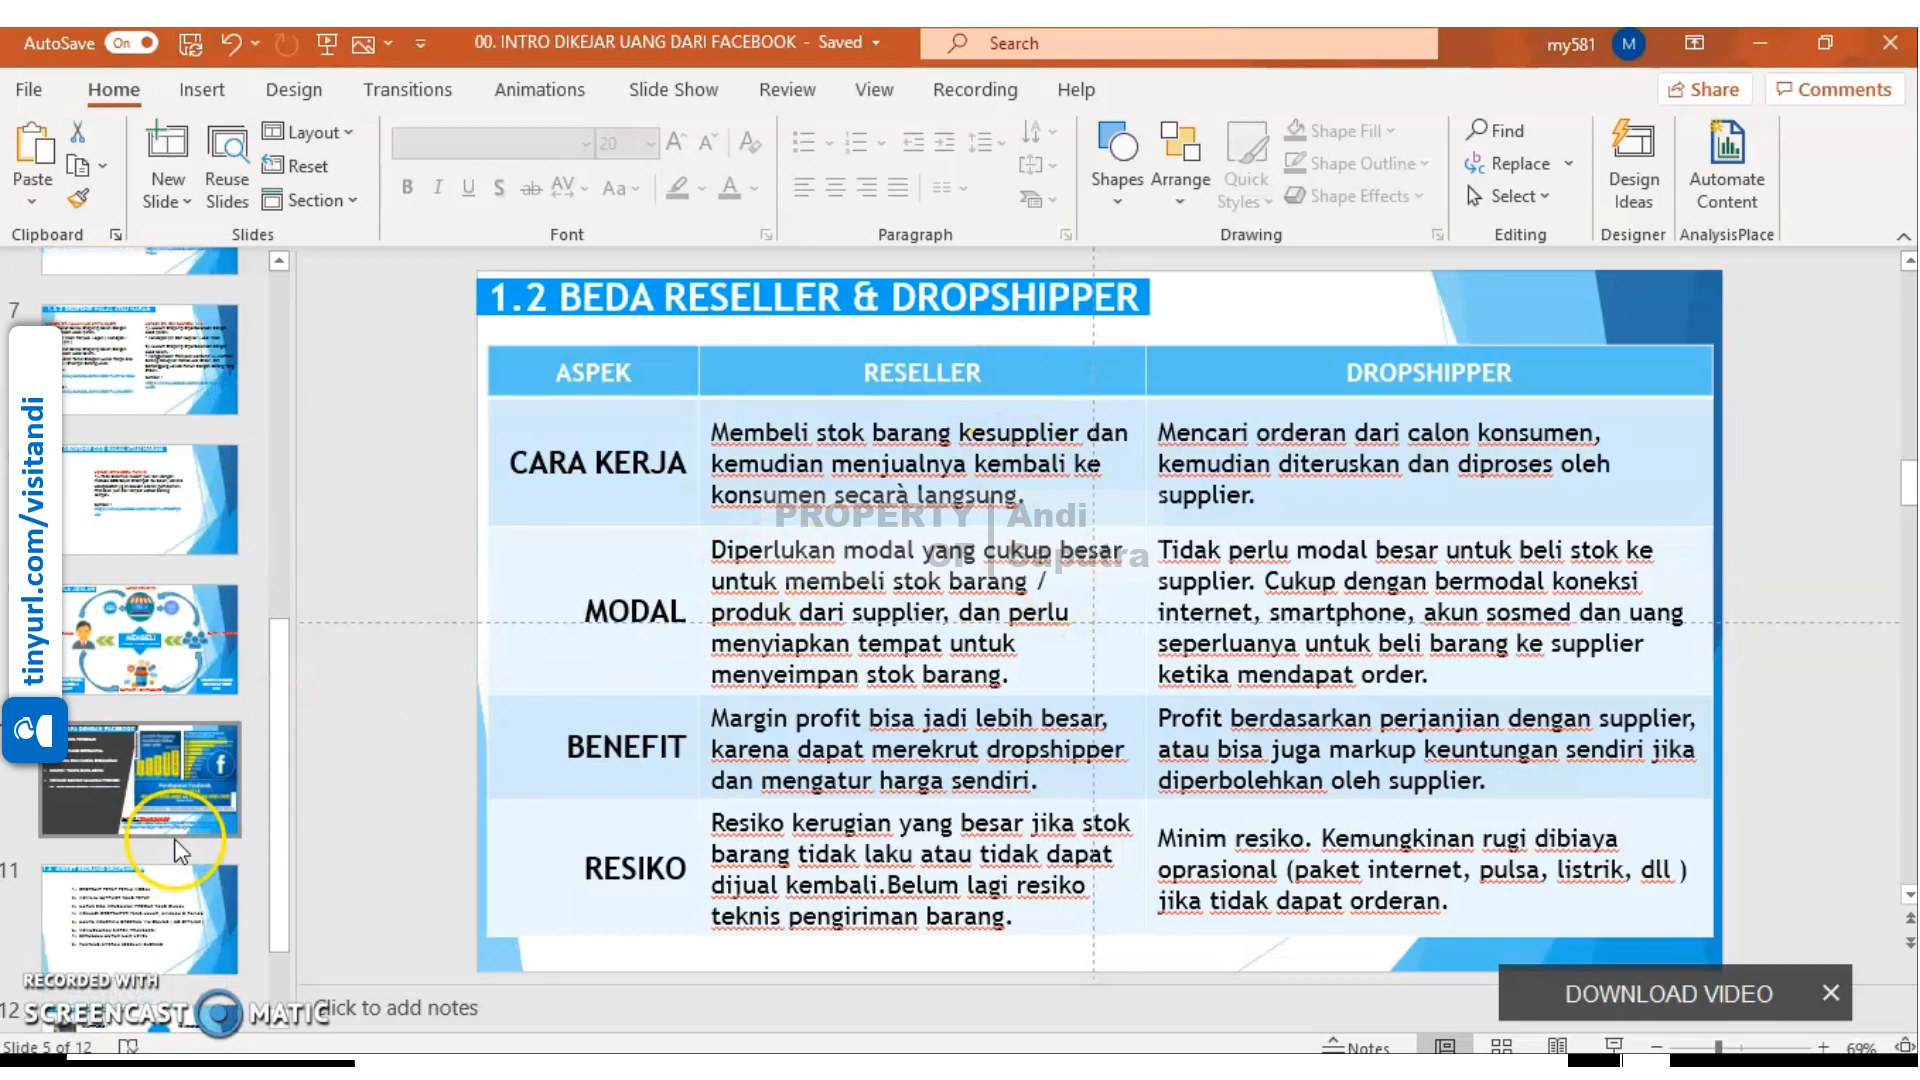 AutoSave On
00. INTRO DIKEJAR UANG DARI FACEBOOK - Saved
Search
my581 M
File Home Insert Design Transitions Animations Slide Show Review View Recording Help
Share Comments
Paste
New
Slide
Reuse
Slides
Layout
Reset
Section
20
B I U S ab AV Aa A
Shapes Arrange
Quick
Styles
Shape Fill
Shape Outline
Shape Effects
Find
Replace
Select
Design
Ideas
Automate
Content
Clipboard Slides Font Paragraph Drawing Editing Designer AnalysisPlace
7
11
12
tinyurl.com/visitandi
1.2 BEDA RESELLER & DROPSHIPPER
ASPEK RESELLER DROPSHIPPER
CARA KERJA
Membeli stok barang kesupplier dan
kemudian menjualnya kembali ke
konsumen secarà langsung.
Mencari orderan dari calon konsumen,
kemudian diteruskan dan diproses oleh
supplier.
MODAL
Diperlukan modal yang cukup besar
untuk membeli stok barang /
produk dari supplier, dan perlu
menyiapkan tempat untuk
menyeimpan stok barang.
Tidak perlu modal besar untuk beli stok ke
supplier. Cukup dengan bermodal koneksi
internet, smartphone, akun sosmed dan uang
seperluanya untuk beli barang ke supplier
ketika mendapat order.
BENEFIT
Margin profit bisa jadi lebih besar,
karena dapat merekrut dropshipper
dan mengatur harga sendiri.
Profit berdasarkan perjanjian dengan supplier,
atau bisa juga markup keuntungan sendiri jika
diperbolehkan oleh supplier.
RESIKO
Resiko kerugian yang besar jika stok
barang tidak laku atau tidak dapat
dijual kembali.Belum lagi resiko
teknis pengiriman barang.
Minim resiko. Kemungkinan rugi dibiaya
oprasional (paket internet, pulsa, listrik, dll )
jika tidak dapat orderan.
PROPERTY OF
Andi Saputra
RECORDED WITH
SCREENCAST MATIC
Click to add notes
DOWNLOAD VIDEO
Slide 5 of 12
Notes
69%